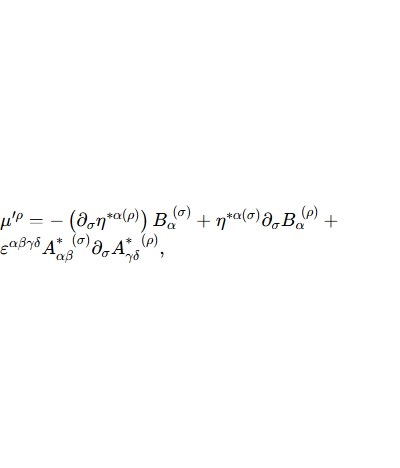 μ′ᵖ = − (∂_σ η^{*α(ρ)}) B_α^{(σ)} + η^{*α(σ)} ∂_σ B_α^{(ρ)} +
ε^{αβγδ} A^*_{αβ}^{(σ)} ∂_σ A^*_{γδ}^{(ρ)},